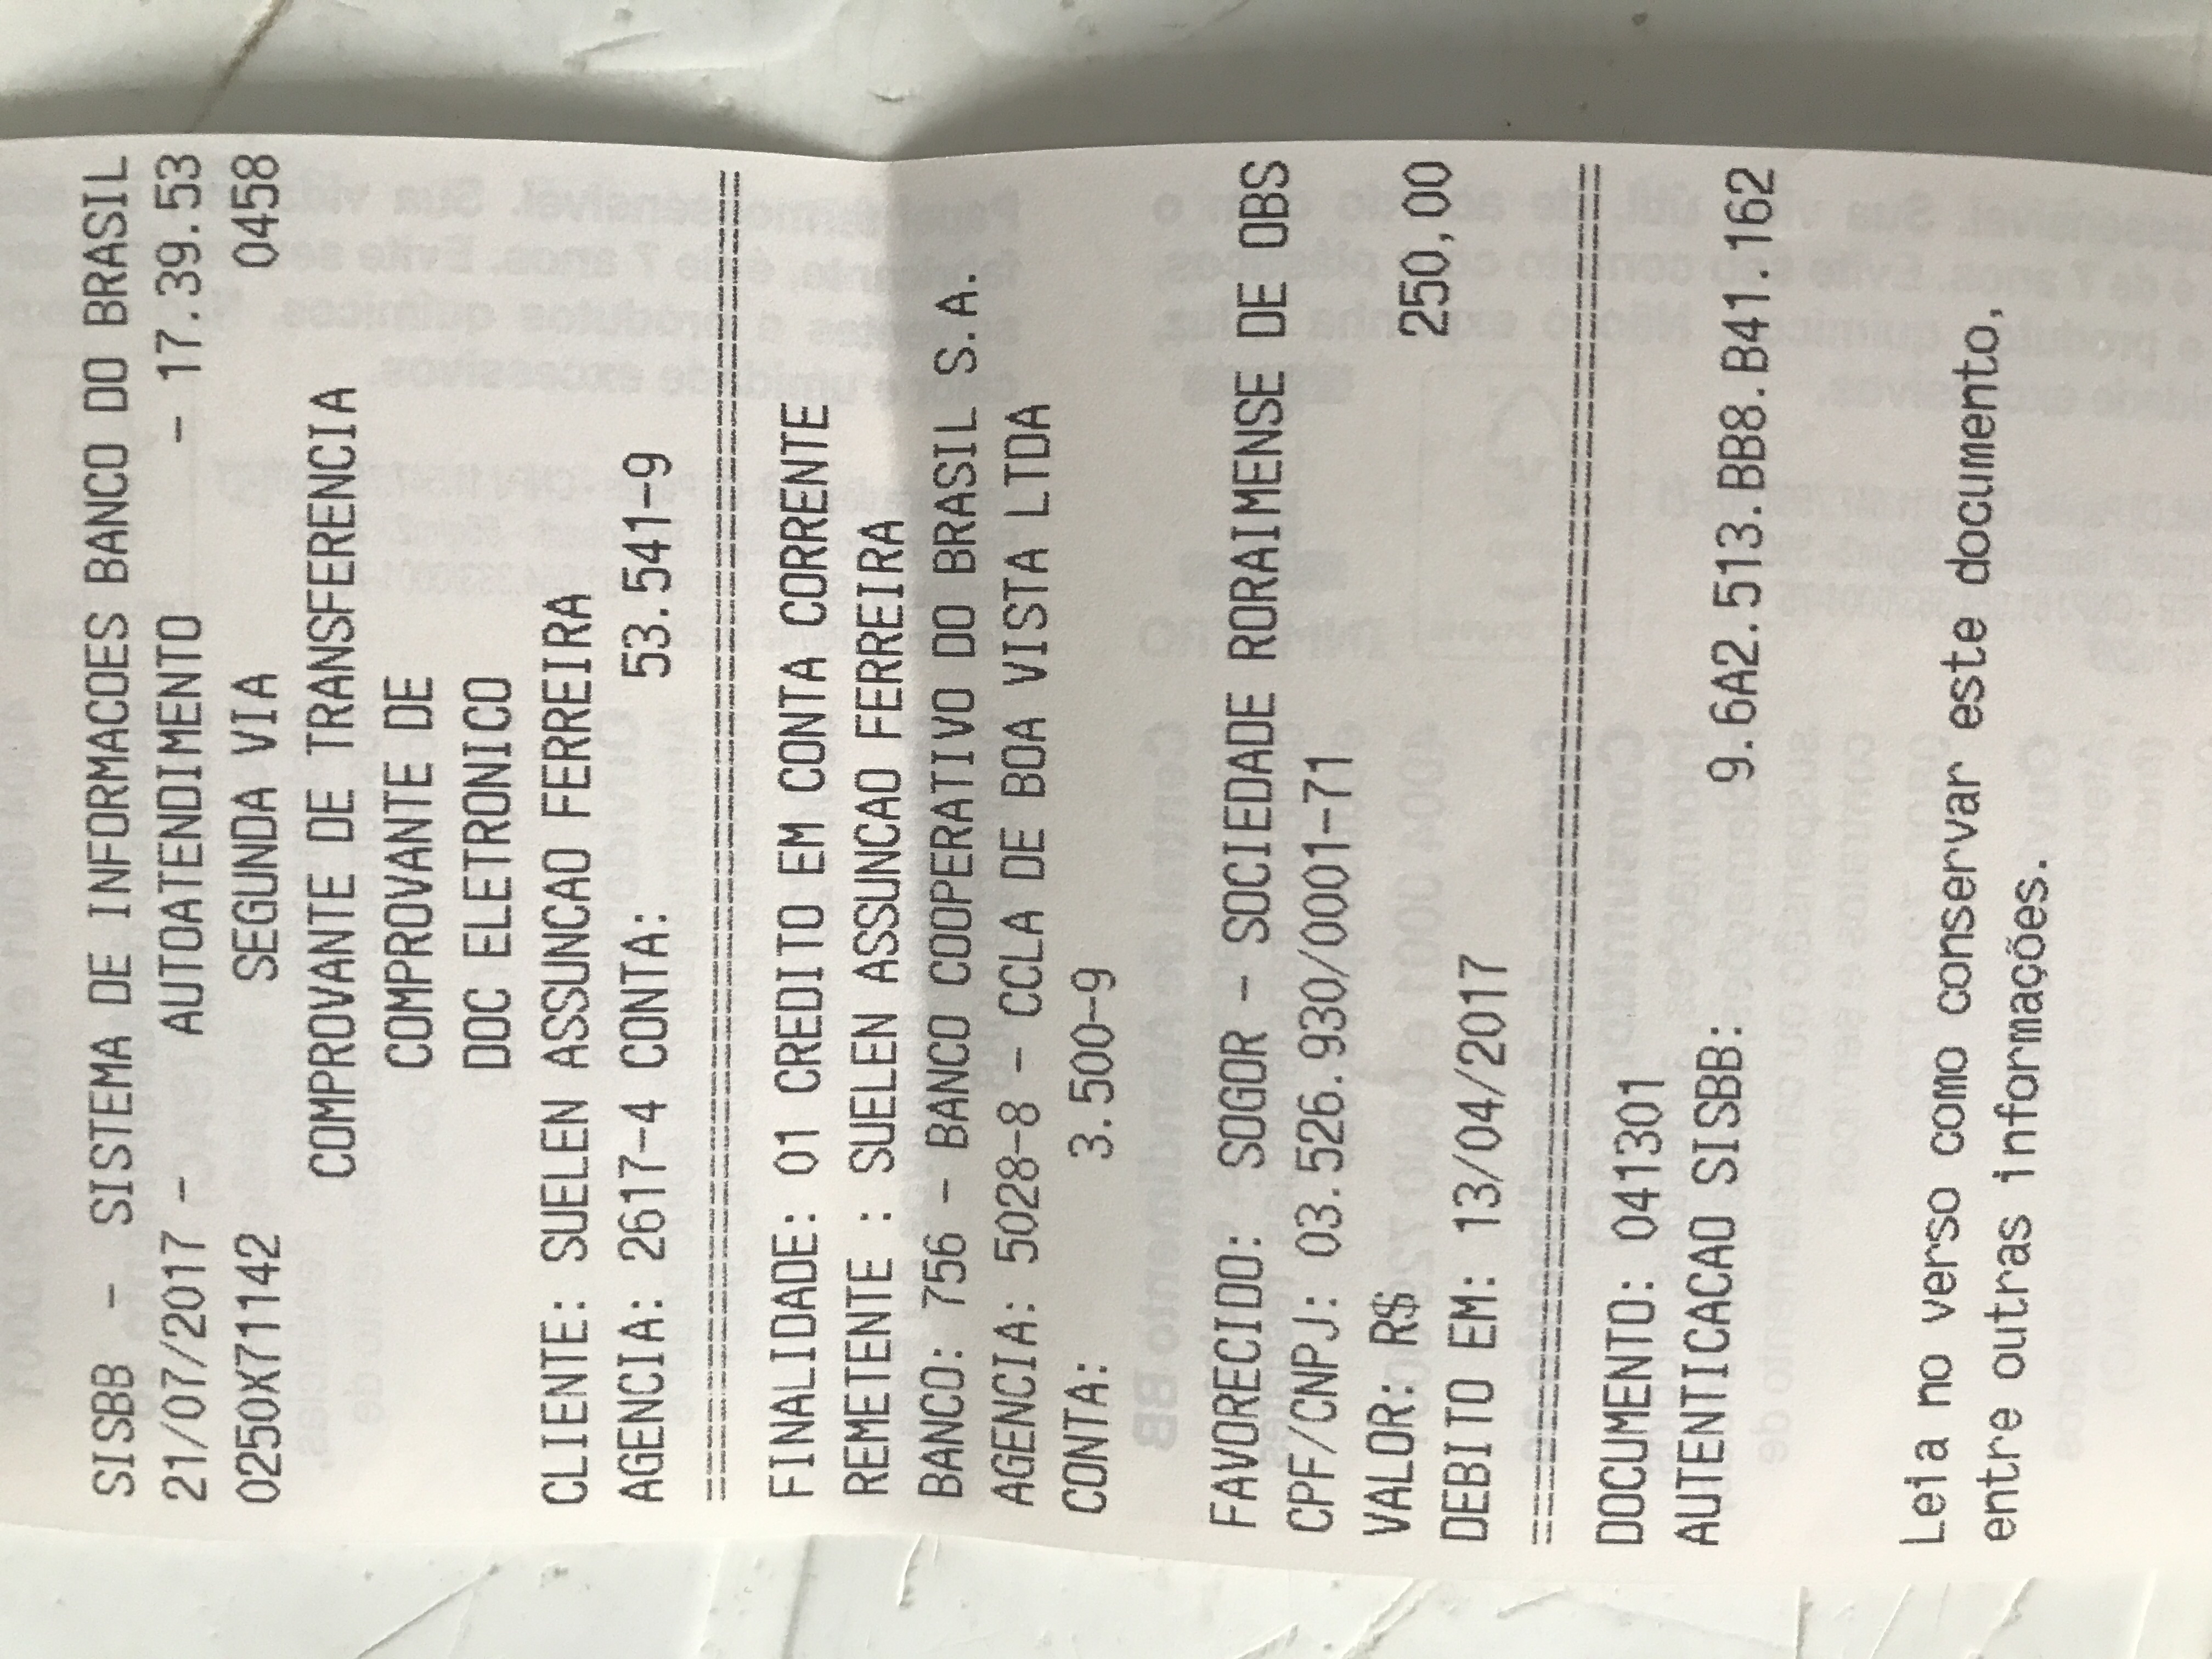 SISBB - SISTEMA DE INFORMACOES BANCO DO BRASIL
21/07/2017 - AUTOATENDIMENTO - 17.39.53
0250X71142 SEGUNDA VIA 0458
COMPROVANTE DE TRANSFERENCIA
COMPROVANTE DE
DOC ELETRONICO
CLIENTE: SUELEN ASSUNCAO FERREIRA
AGENCIA: 2617-4 CONTA: 53.541-9
================================================
FINALIDADE: 01 CREDITO EM CONTA CORRENTE
REMETENTE : SUELEN ASSUNCAO FERREIRA
BANCO: 756 - BANCO COOPERATIVO DO BRASIL S.A.
AGENCIA: 5028-8 - CCLA DE BOA VISTA LTDA
CONTA: 3.500-9
FAVORECIDO: SOGOR - SOCIEDADE RORAIMENSE DE OBS
CPF/CNPJ: 03.526.930/0001-71
VALOR: R$ 250,00
DEBITO EM: 13/04/2017
================================================
DOCUMENTO: 041301
AUTENTICACAO SISBB:
9.6A2.513.BB8.B41.162
Leia no verso como conservar este documento,
entre outras informações.